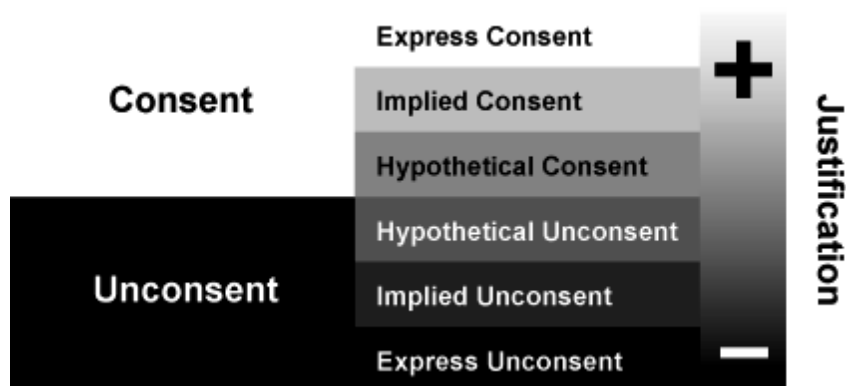 Consent
Express Consent
Implied Consent
Hypothetical Consent
Unconsent
Hypothetical Unconsent
Implied Unconsent
Express Unconsent
+
−
Justification